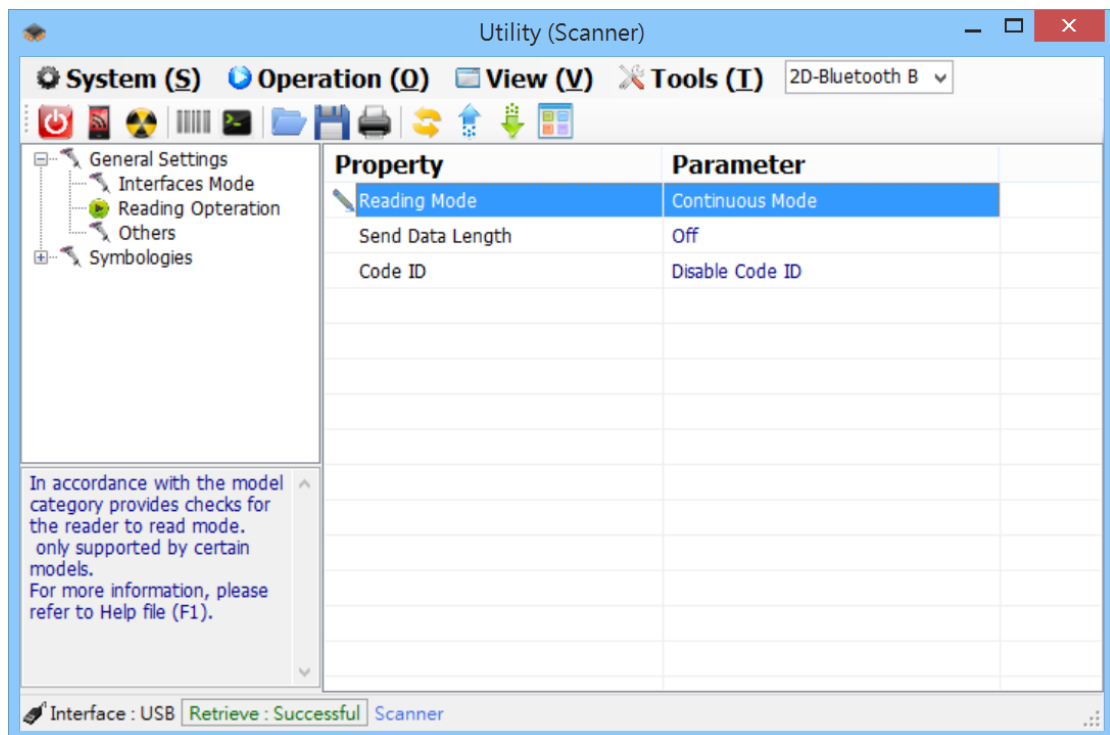 Utility (Scanner)
System (S) Operation (O) View (V) Tools (T) 2D-Bluetooth B
General Settings
Interfaces Mode
Reading Opteration
Others
Symbologies
Property Parameter
Reading Mode Continuous Mode
Send Data Length Off
Code ID Disable Code ID
In accordance with the model
category provides checks for
the reader to read mode.
only supported by certain
models.
For more information, please
refer to Help file (F1).
Interface : USB Retrieve : Successful Scanner